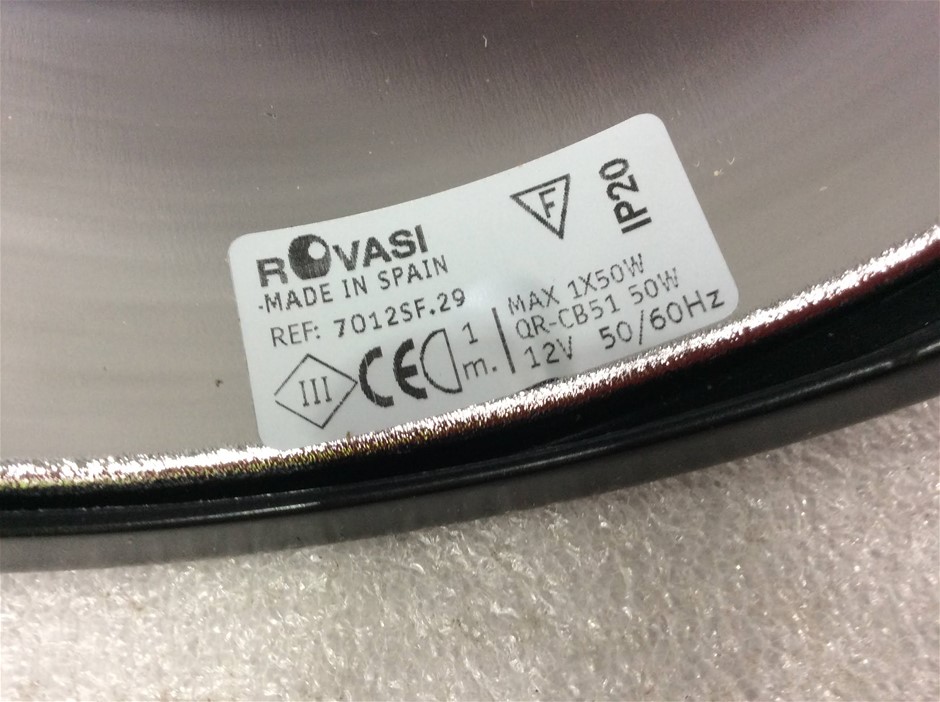 ROVASI
-MADE IN SPAIN
REF: 7012SF.29
III CE 1 m.
F
IP20
MAX 1X50W
QR-CB51 50W
12V 50/60Hz